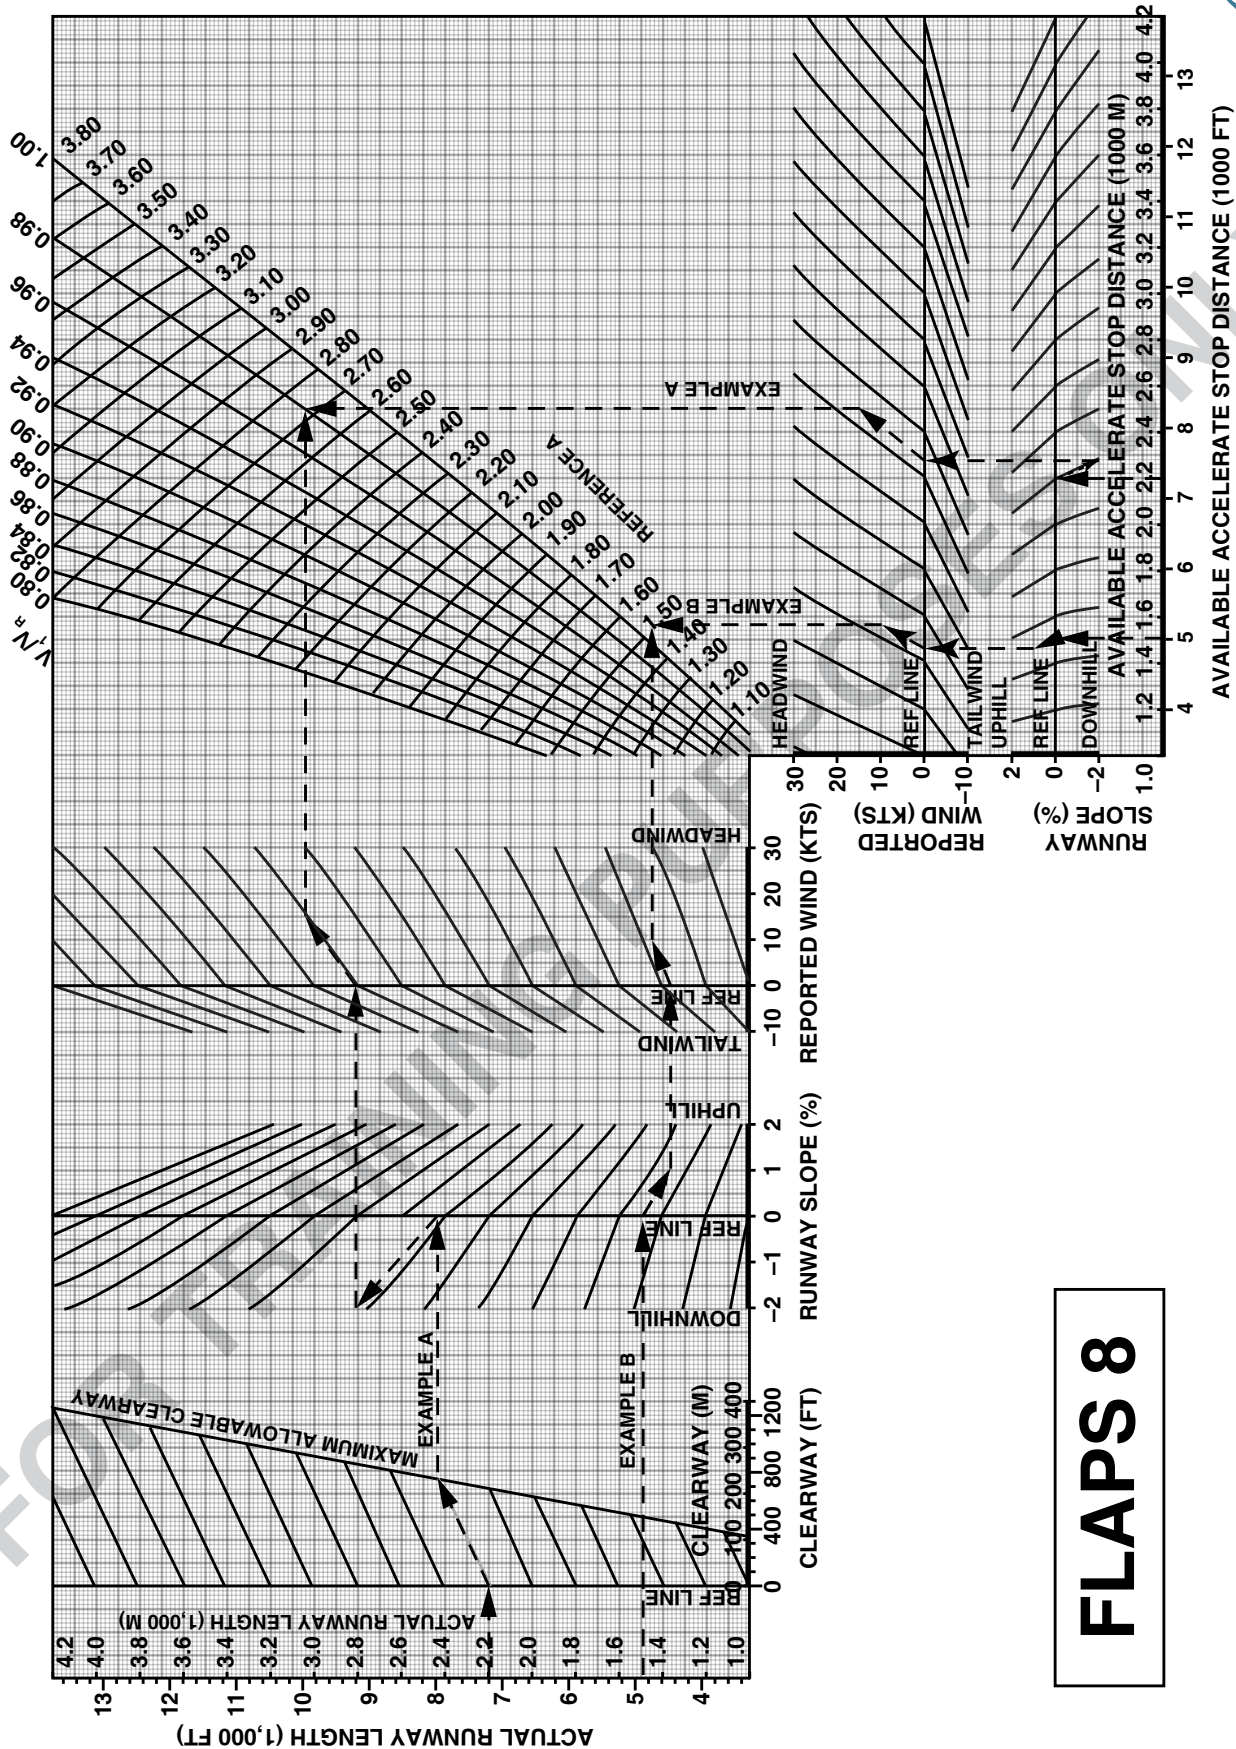 V₁/Vᴿ
0.80
0.82
0.84
0.86
0.88
0.90
0.92
0.94
0.96
0.98
1.00
3.80
3.70
3.60
3.50
3.40
3.30
3.20
3.10
3.00
2.90
2.80
2.70
2.60
2.50
2.40
2.30
2.20
2.10
2.00
1.90
1.80
1.70
1.60
1.50
1.40
1.30
1.20
1.10
REFERENCE A
EXAMPLE A
EXAMPLE B
ACTUAL RUNWAY LENGTH (1,000 FT)
13
12
11
10
9
8
7
6
5
4
ACTUAL RUNWAY LENGTH (1,000 M)
4.2
4.0
3.8
3.6
3.4
3.2
3.0
2.8
2.6
2.4
2.2
2.0
1.8
1.6
1.4
1.2
1.0
MAXIMUM ALLOWABLE CLEARWAY
EXAMPLE A
EXAMPLE B
REF LINE
CLEARWAY (M)
0 100 200 300 400
0 400 800 1200
CLEARWAY (FT)
DOWNHILL
REF LINE
UPHILL
–2 –1 0 1 2
RUNWAY SLOPE (%)
TAILWIND
REF LINE
HEADWIND
–10 0 10 20 30
REPORTED WIND (KTS)
HEADWIND
REF LINE
TAILWIND
30
20
10
0
–10
REPORTED
WIND (KTS)
UPHILL
REF LINE
DOWNHILL
2
0
–2
RUNWAY
SLOPE (%)
AVAILABLE ACCELERATE STOP DISTANCE (1000 M)
1.0 1.2 1.4 1.6 1.8 2.0 2.2 2.4 2.6 2.8 3.0 3.2 3.4 3.6 3.8 4.0 4.2
4 5 6 7 8 9 10 11 12 13
AVAILABLE ACCELERATE STOP DISTANCE (1000 FT)
FLAPS 8
FOR TRAINING PURPOSES ONL